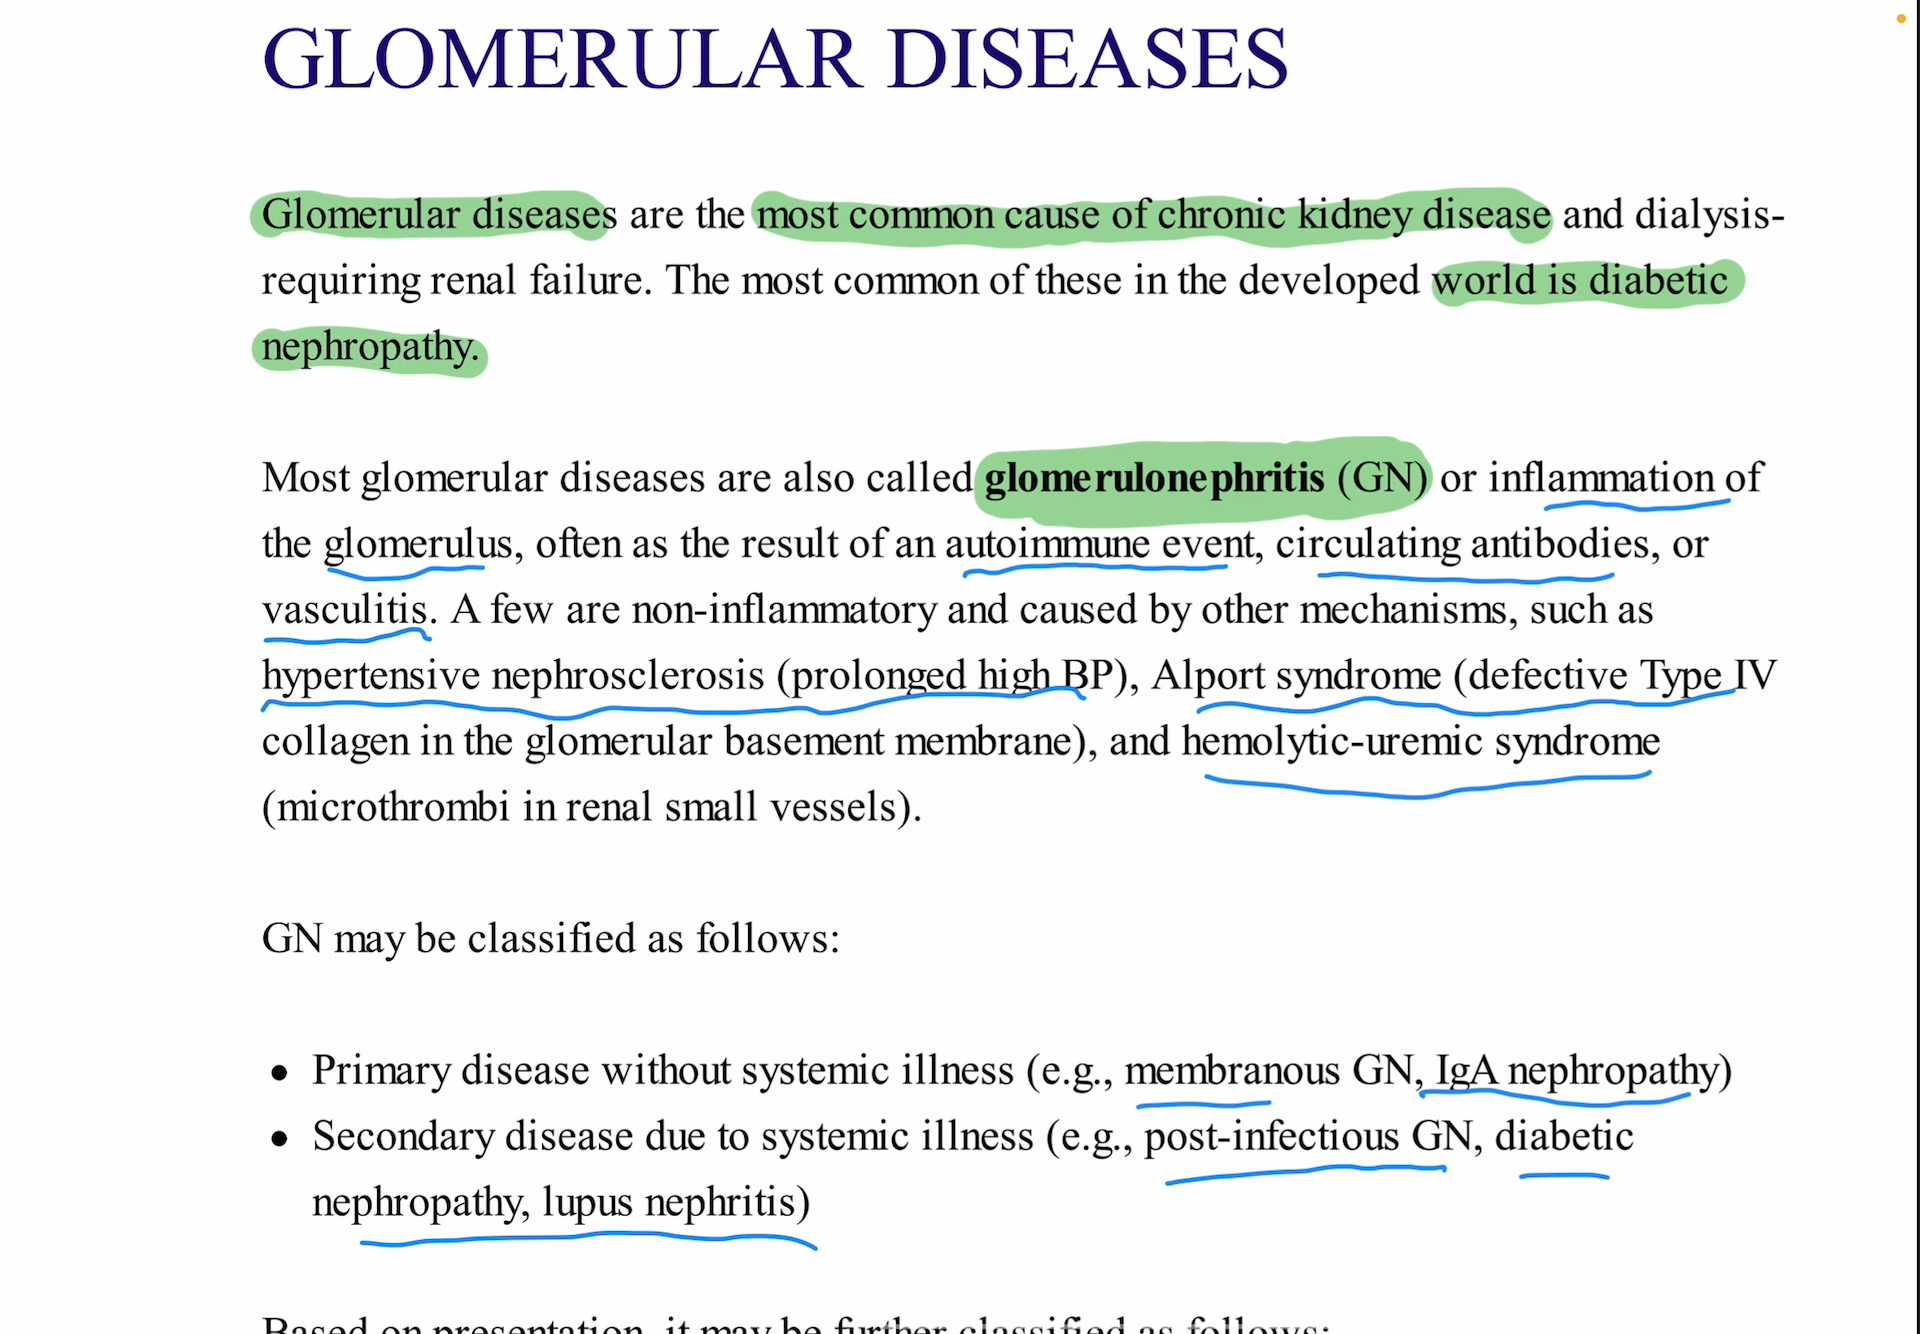 GLOMERULAR DISEASES
Glomerular diseases are the most common cause of chronic kidney disease and dialysis-
requiring renal failure. The most common of these in the developed world is diabetic
nephropathy.
Most glomerular diseases are also called glomerulonephritis (GN) or inflammation of
the glomerulus, often as the result of an autoimmune event, circulating antibodies, or
vasculitis. A few are non-inflammatory and caused by other mechanisms, such as
hypertensive nephrosclerosis (prolonged high BP), Alport syndrome (defective Type IV
collagen in the glomerular basement membrane), and hemolytic-uremic syndrome
(microthrombi in renal small vessels).
GN may be classified as follows:
• Primary disease without systemic illness (e.g., membranous GN, IgA nephropathy)
• Secondary disease due to systemic illness (e.g., post-infectious GN, diabetic
nephropathy, lupus nephritis)
Based on presentation, it may be further classified as follows: